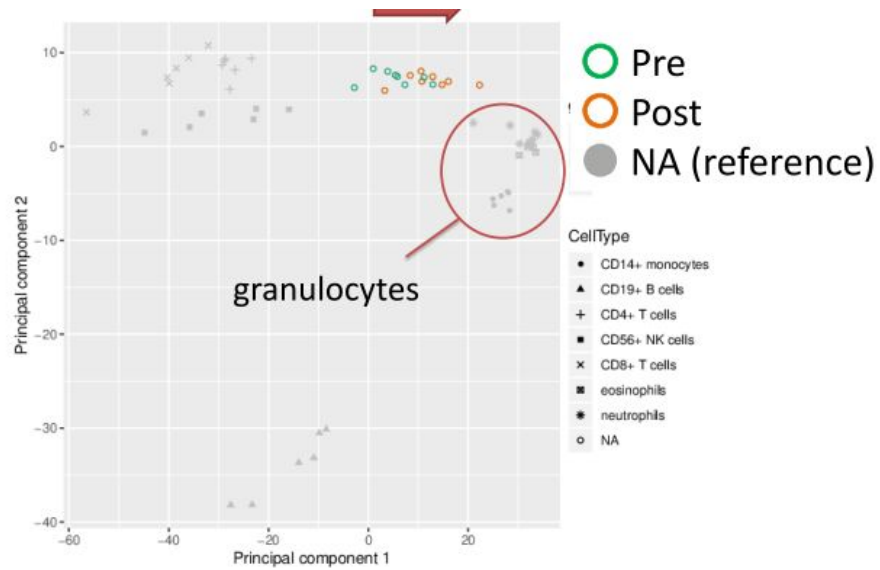 Pre
Post
NA (reference)
10
0
−10
−20
−30
−40
Principal component 2
granulocytes
−60
−40
−20
0
20
Principal component 1
CellType
CD14+ monocytes
CD19+ B cells
CD4+ T cells
CD56+ NK cells
CD8+ T cells
eosinophils
neutrophils
NA